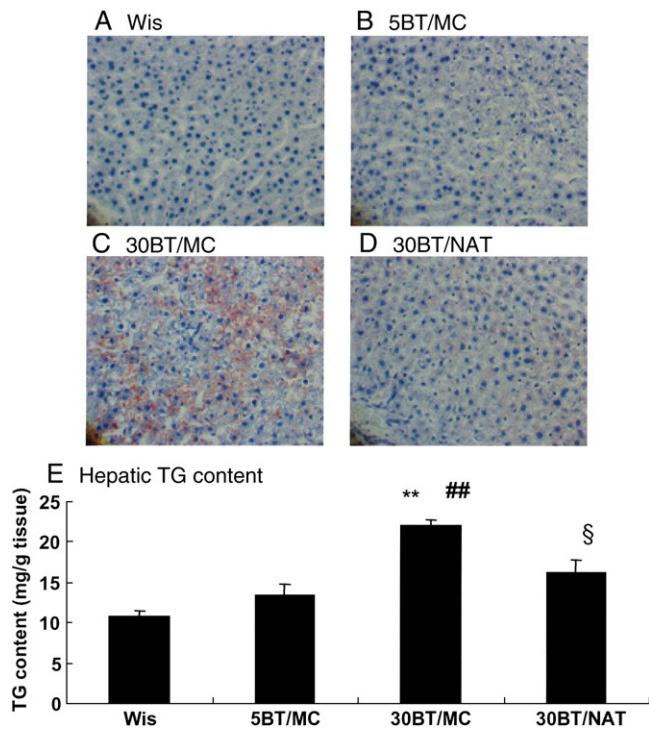 A Wis
B 5BT/MC
C 30BT/MC
D 30BT/NAT
E Hepatic TG content
TG content (mg/g tissue)
25
20
15
10
5
0
** ##
§
Wis 5BT/MC 30BT/MC 30BT/NAT